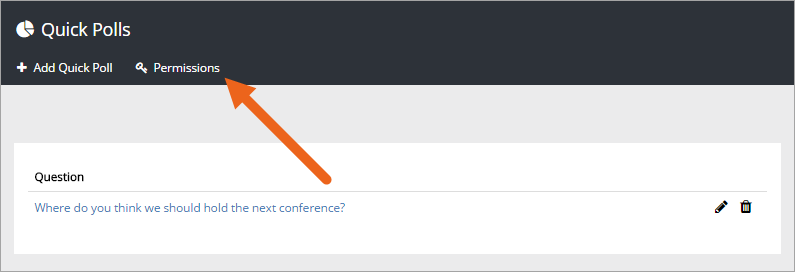 Quick Polls
Add Quick Poll Permissions
Question
Where do you think we should hold the next conference?